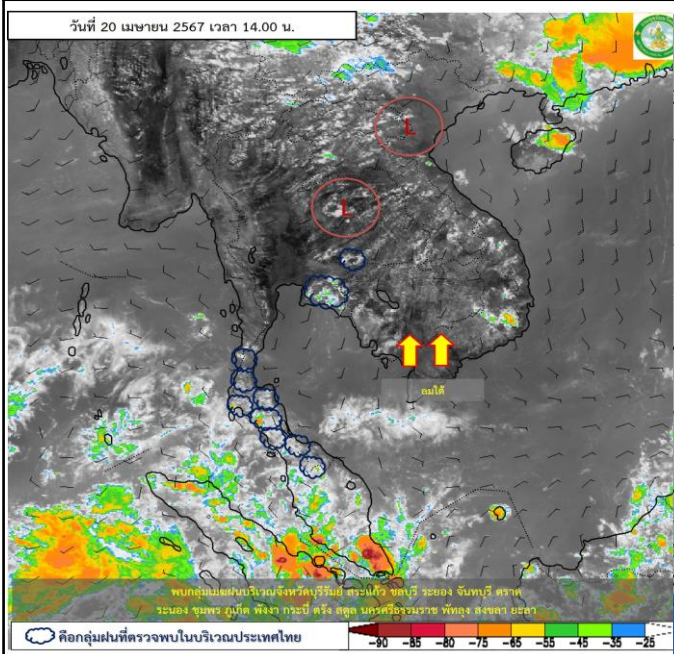 วันที่ 20 เมษายน 2567 เวลา 14.00 น.
L
L
ลมใต้
พบกลุ่มเมฆฝนบริเวณจังหวัดบุรีรัมย์ สระแก้ว ชลบุรี ระยอง จันทบุรี ตราด
ระนอง ชุมพร ภูเก็ต พังงา กระบี่ ตรัง สตูล นครศรีธรรมราช พัทลุง สงขลา ยะลา
คือกลุ่มฝนที่ตรวจพบในบริเวณประเทศไทย
-90 -85 -80 -75 -65 -55 -45 -35 -25